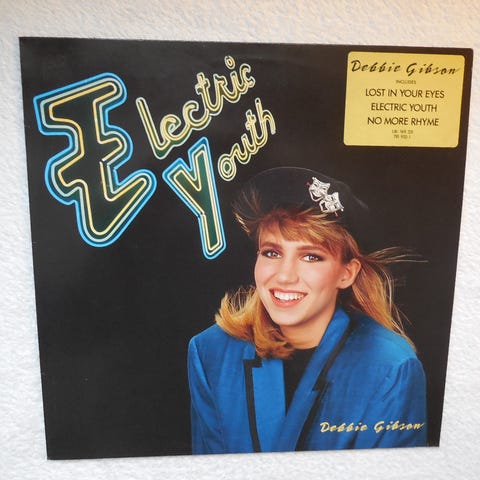 Electric
Youth
Debbie Gibson
INCLUDES
LOST IN YOUR EYES
ELECTRIC YOUTH
NO MORE RHYME
Debbie Gibson